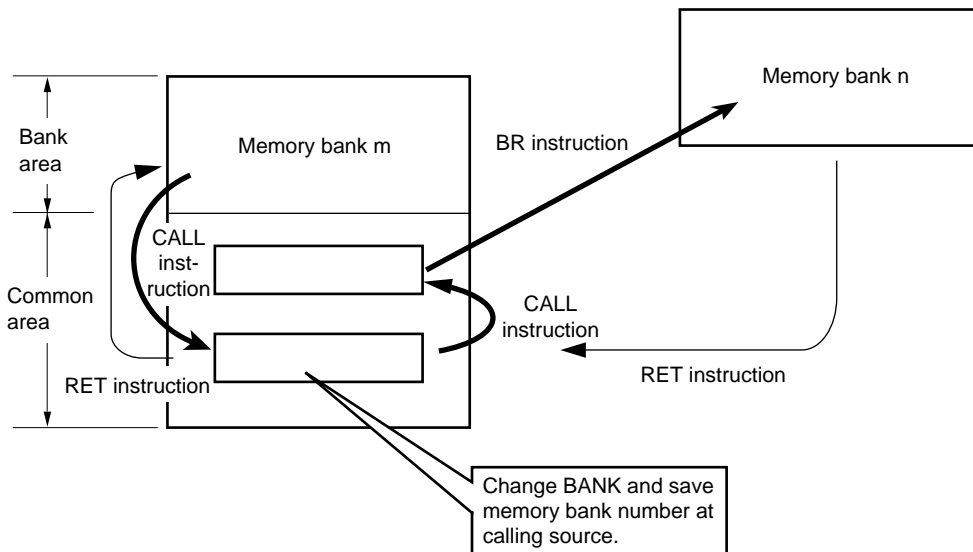 Memory bank n
Bank
area
Memory bank m
BR instruction
CALL
inst-
ruction
Common
area
CALL
instruction
RET instruction
RET instruction
Change BANK and save
memory bank number at
calling source.